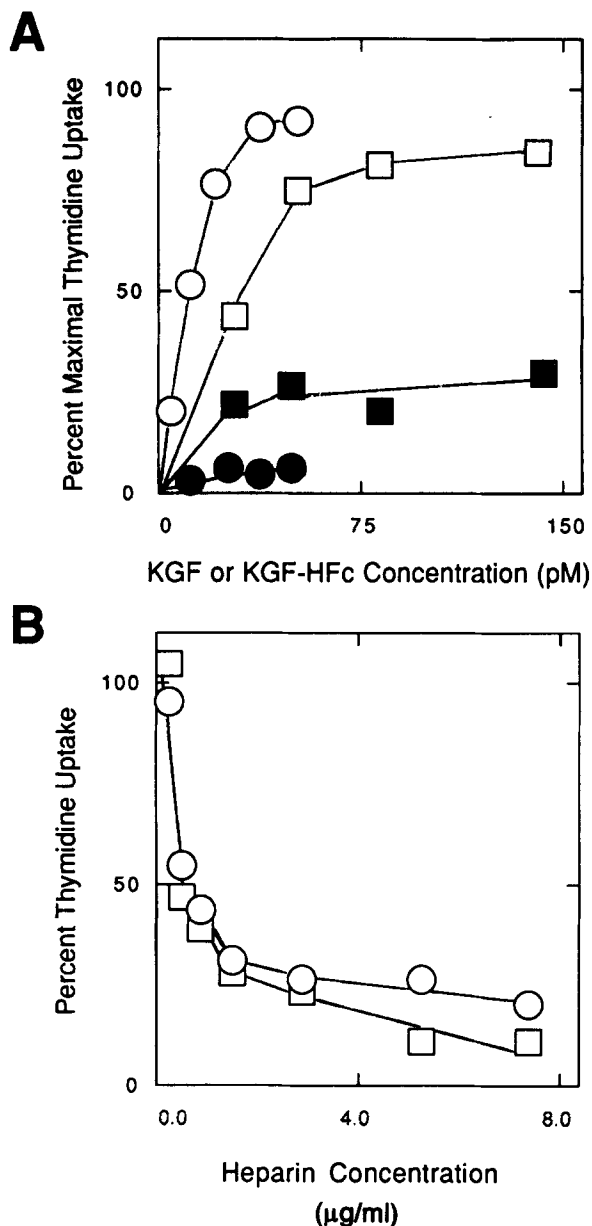 A
Percent Maximal Thymidine Uptake
100
50
0
0 75 150
KGF or KGF-HFc Concentration (pM)
B
Percent Thymidine Uptake
100
50
0
0.0 4.0 8.0
Heparin Concentration
(μg/ml)